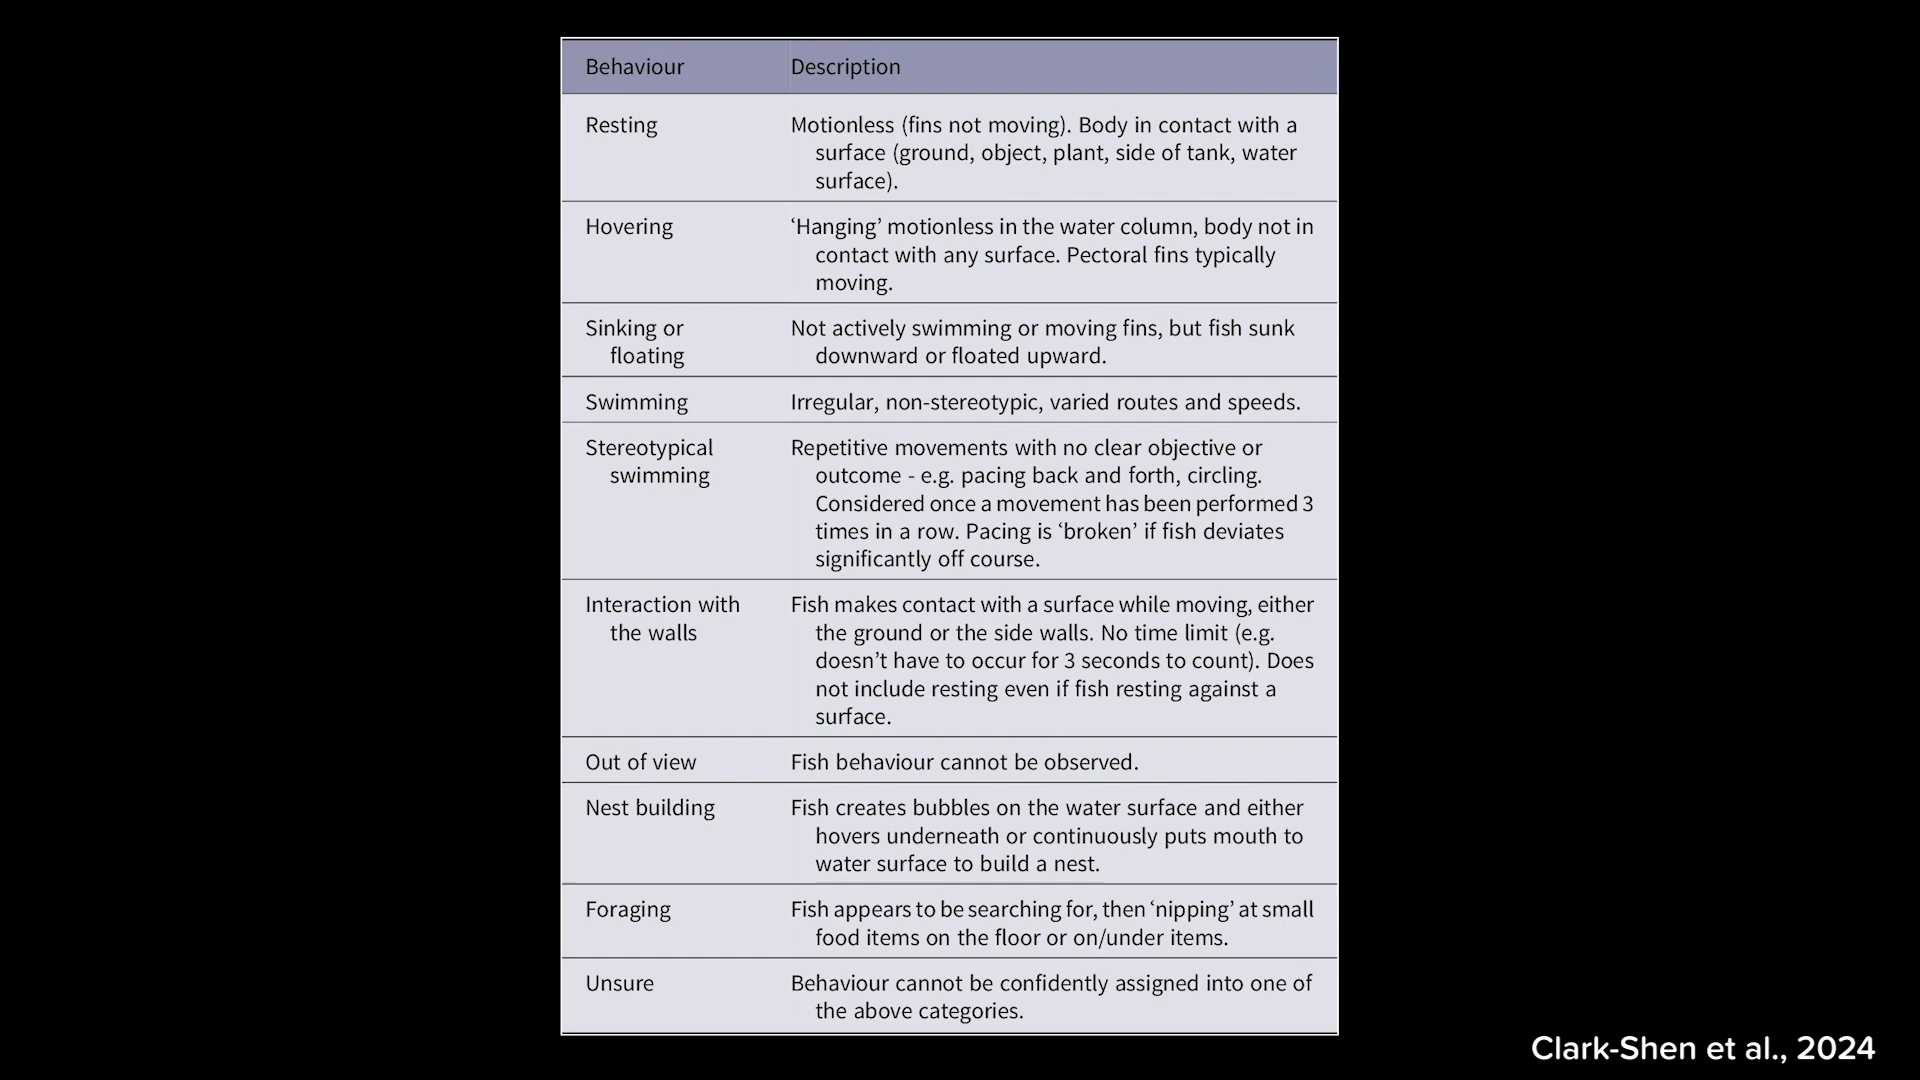 Behaviour Description
Resting Motionless (fins not moving). Body in contact with a
surface (ground, object, plant, side of tank, water
surface).
Hovering ‘Hanging’ motionless in the water column, body not in
contact with any surface. Pectoral fins typically
moving.
Sinking or Not actively swimming or moving fins, but fish sunk
floating downward or floated upward.
Swimming Irregular, non-stereotypic, varied routes and speeds.
Stereotypical Repetitive movements with no clear objective or
swimming outcome - e.g. pacing back and forth, circling.
Considered once a movement has been performed 3
times in a row. Pacing is ‘broken’ if fish deviates
significantly off course.
Interaction with Fish makes contact with a surface while moving, either
the walls the ground or the side walls. No time limit (e.g.
doesn’t have to occur for 3 seconds to count). Does
not include resting even if fish resting against a
surface.
Out of view Fish behaviour cannot be observed.
Nest building Fish creates bubbles on the water surface and either
hovers underneath or continuously puts mouth to
water surface to build a nest.
Foraging Fish appears to be searching for, then ‘nipping’ at small
food items on the floor or on/under items.
Unsure Behaviour cannot be confidently assigned into one of
the above categories.
Clark-Shen et al., 2024